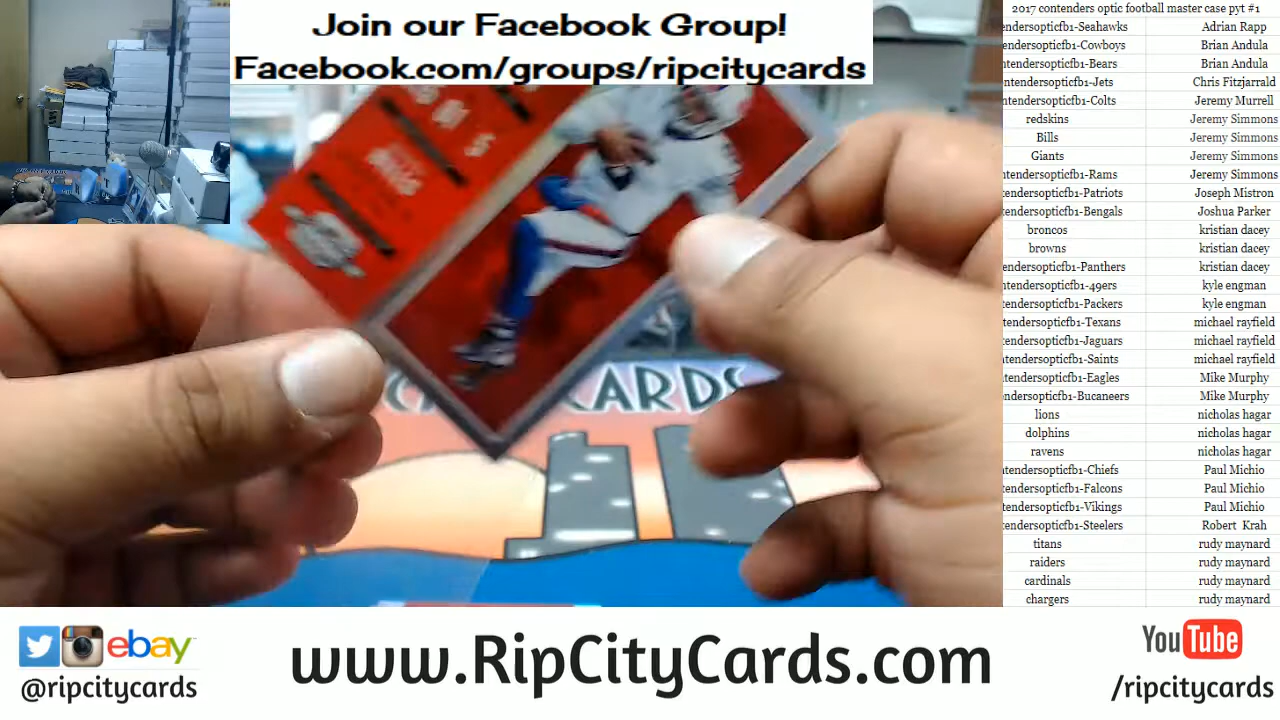 Join our Facebook Group!
Facebook.com/groups/ripcitycards
2017 contenders optic football master case pyt #1
endersopticfb1-Seahawks Adrian Rapp
endersopticfb1-Cowboys Brian Andula
endersopticfb1-Bears Brian Andula
ntendersopticfb1-Jets Chris Fitzjarrald
ntendersopticfb1-Colts Jeremy Murrell
redskins Jeremy Simmons
Bills Jeremy Simmons
Giants Jeremy Simmons
ntendersopticfb1-Rams Jeremy Simmons
tendersopticfb1-Patriots Joseph Mistron
tendersopticfb1-Bengals Joshua Parker
broncos kristian dacey
browns kristian dacey
endersopticfb1-Panthers kristian dacey
ntendersopticfb1-49ers kyle engman
tendersopticfb1-Packers kyle engman
tendersopticfb1-Texans michael rayfield
endersopticfb1-Jaguars michael rayfield
ntendersopticfb1-Saints michael rayfield
tendersopticfb1-Eagles Mike Murphy
ndersopticfb1-Bucaneers Mike Murphy
lions nicholas hagar
dolphins nicholas hagar
ravens nicholas hagar
tendersopticfb1-Chiefs Paul Michio
tendersopticfb1-Falcons Paul Michio
tendersopticfb1-Vikings Paul Michio
tendersopticfb1-Steelers Robert Krah
titans rudy maynard
raiders rudy maynard
cardinals rudy maynard
chargers rudy maynard
BILLS
CARDS
ebay
@ripcitycards
www.RipCityCards.com
YouTube
/ripcitycards